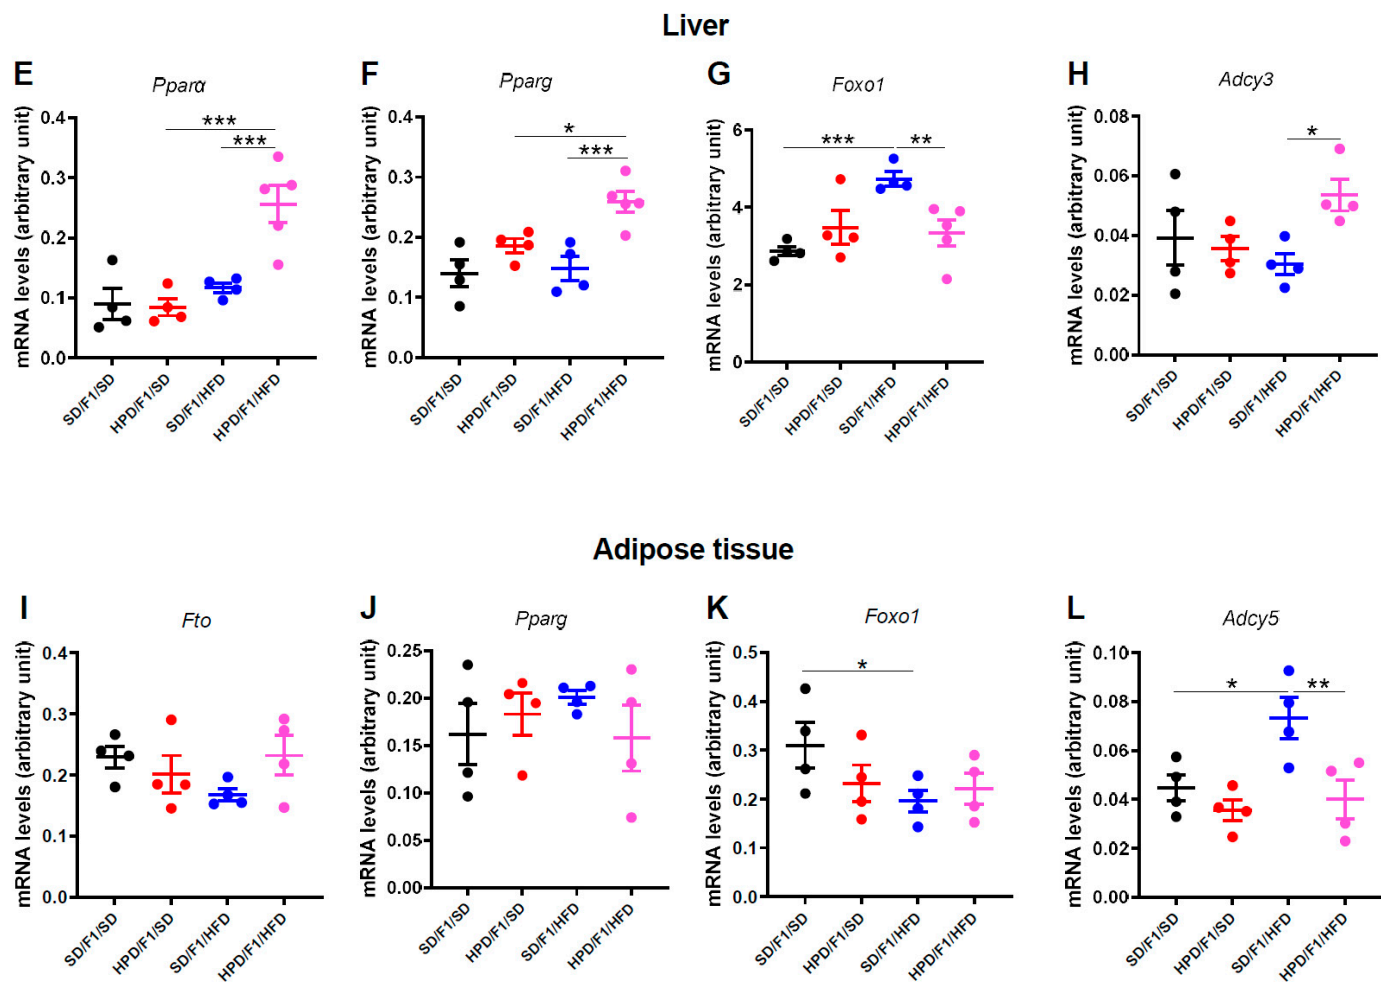 Liver
E
Pparα
mRNA levels (arbitrary unit)
0.4
0.3
0.2
0.1
0.0
***
***
SD/F1/SD
HPD/F1/SD
SD/F1/HFD
HPD/F1/HFD
F
Pparg
mRNA levels (arbitrary unit)
0.4
0.3
0.2
0.1
0.0
*
***
SD/F1/SD
HPD/F1/SD
SD/F1/HFD
HPD/F1/HFD
G
Foxo1
mRNA levels (arbitrary unit)
6
4
2
0
***
**
SD/F1/SD
HPD/F1/SD
SD/F1/HFD
HPD/F1/HFD
H
Adcy3
mRNA levels (arbitrary unit)
0.08
0.06
0.04
0.02
0.00
*
SD/F1/SD
HPD/F1/SD
SD/F1/HFD
HPD/F1/HFD
Adipose tissue
I
Fto
mRNA levels (arbitrary unit)
0.4
0.3
0.2
0.1
0.0
SD/F1/SD
HPD/F1/SD
SD/F1/HFD
HPD/F1/HFD
J
Pparg
mRNA levels (arbitrary unit)
0.25
0.20
0.15
0.10
0.05
0.00
SD/F1/SD
HPD/F1/SD
SD/F1/HFD
HPD/F1/HFD
K
Foxo1
mRNA levels (arbitrary unit)
0.5
0.4
0.3
0.2
0.1
0.0
*
SD/F1/SD
HPD/F1/SD
SD/F1/HFD
HPD/F1/HFD
L
Adcy5
mRNA levels (arbitrary unit)
0.10
0.08
0.06
0.04
0.02
0.00
*
**
SD/F1/SD
HPD/F1/SD
SD/F1/HFD
HPD/F1/HFD